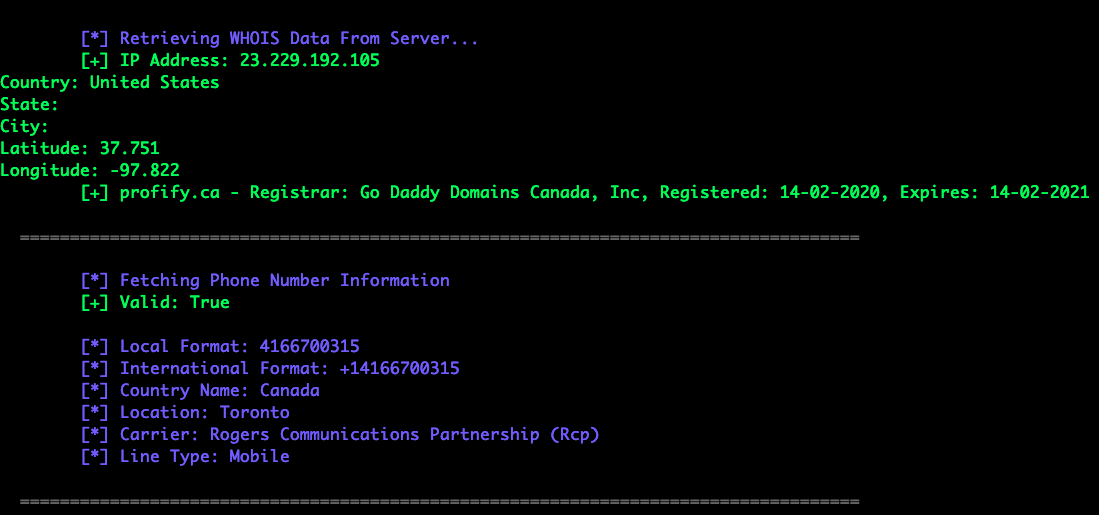 [*] Retrieving WHOIS Data From Server...
[+] IP Address: 23.229.192.105
Country: United States
State:
City:
Latitude: 37.751
Longitude: -97.822
[+] profify.ca - Registrar: Go Daddy Domains Canada, Inc, Registered: 14-02-2020, Expires: 14-02-2021
====================================================================================
[*] Fetching Phone Number Information
[+] Valid: True
[*] Local Format: 4166700315
[*] International Format: +14166700315
[*] Country Name: Canada
[*] Location: Toronto
[*] Carrier: Rogers Communications Partnership (Rcp)
[*] Line Type: Mobile
====================================================================================